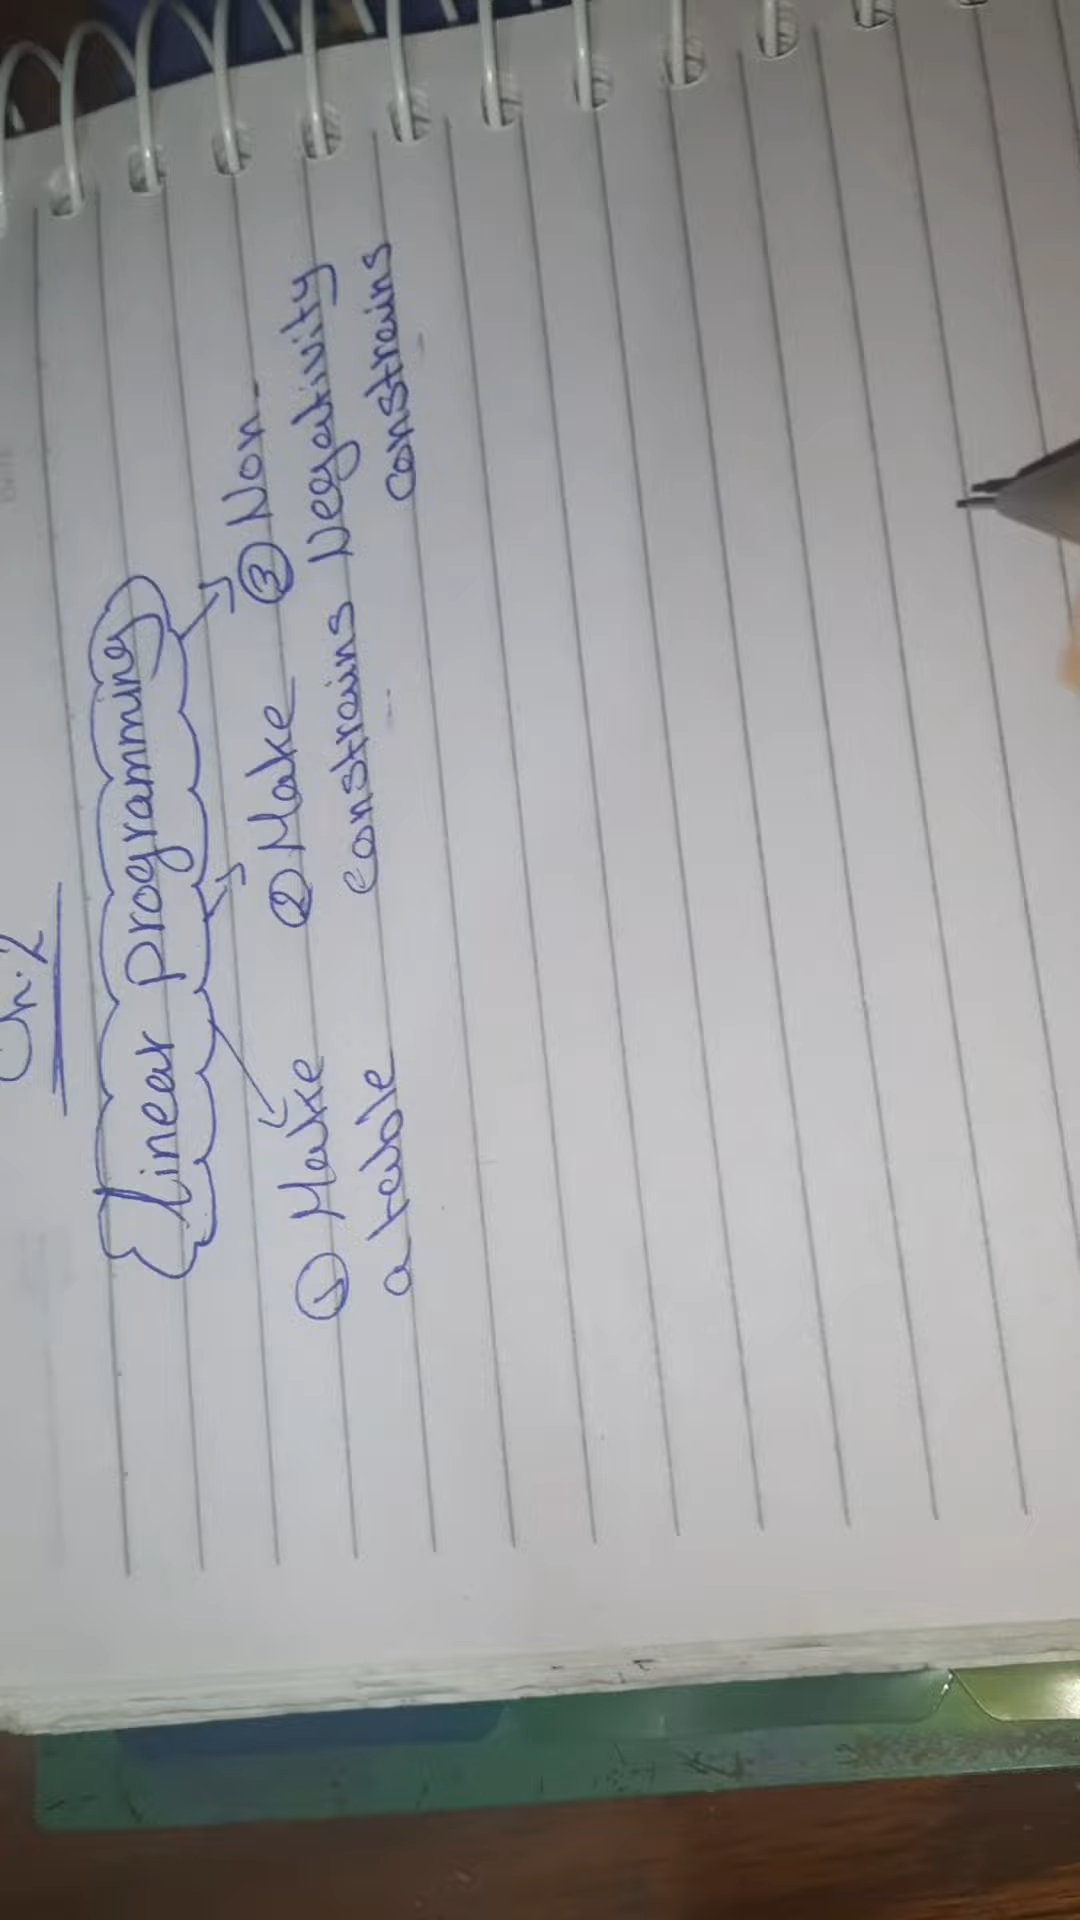 Ch.2
Linear programming
① Make ② Make ③ Non-
a table constrains Negativity
constrains